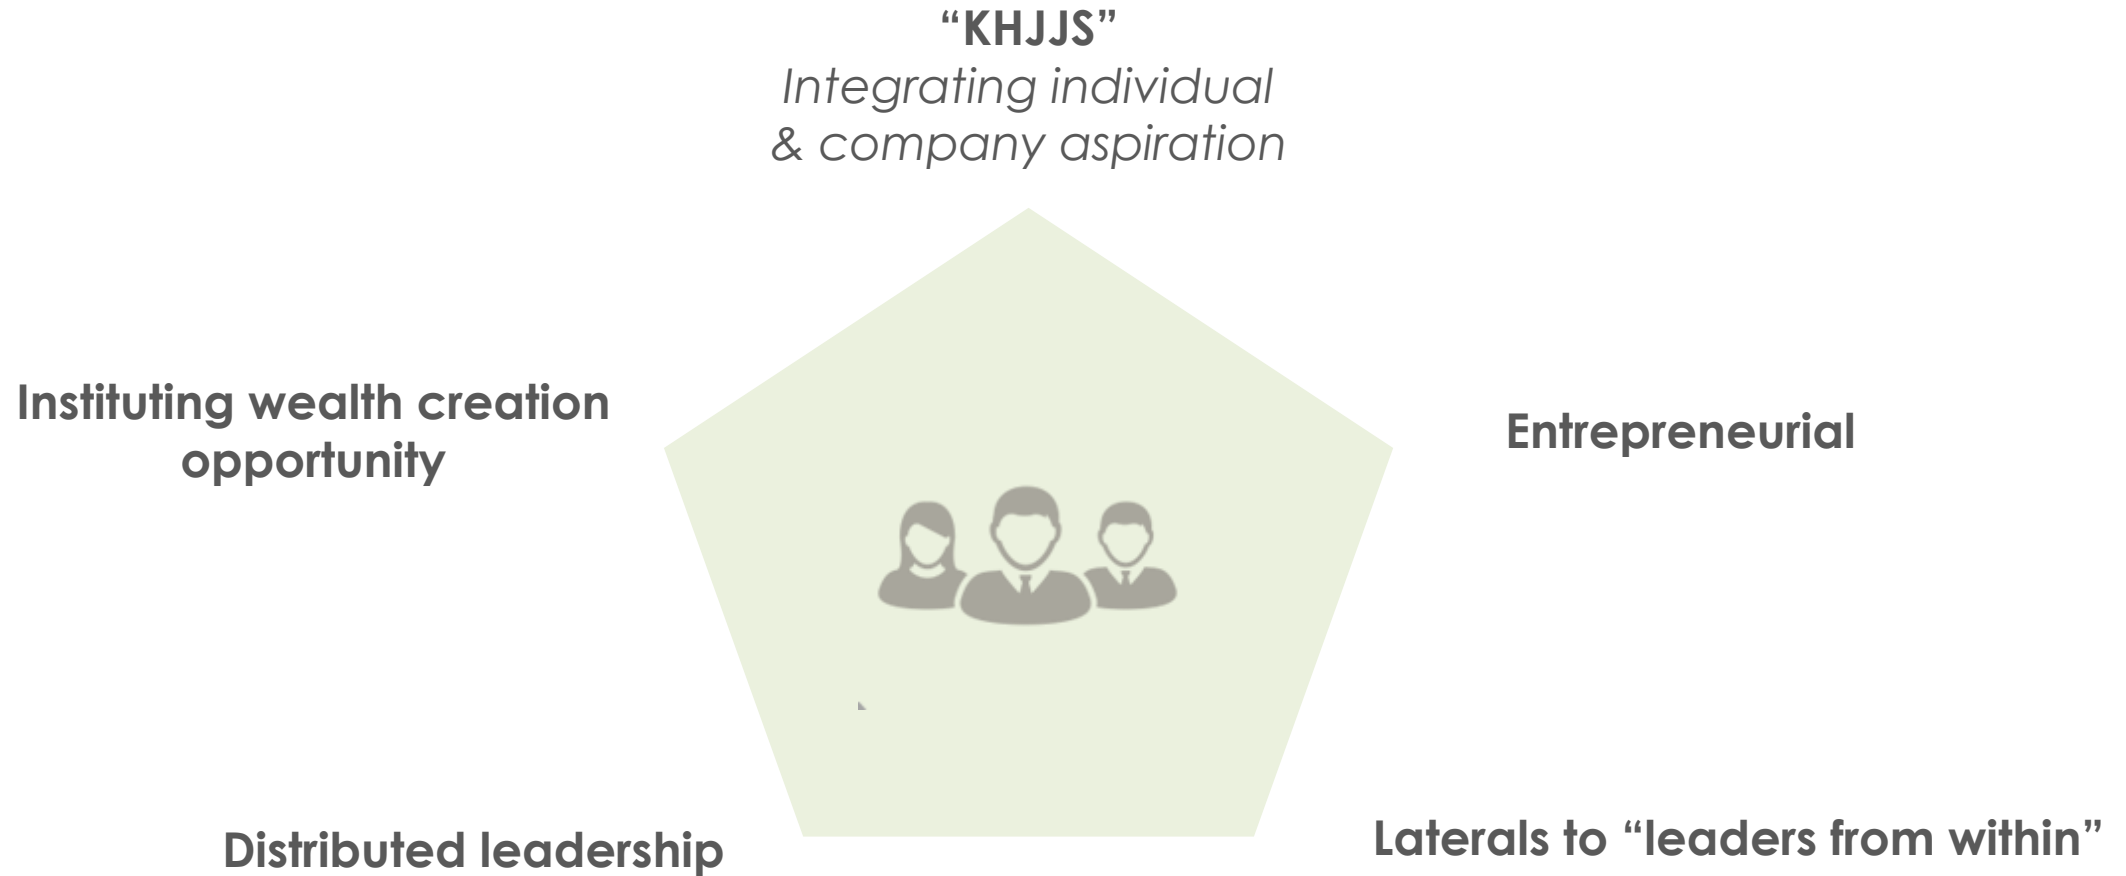 “KHJJS”
Integrating individual
& company aspiration
Instituting wealth creation
opportunity
Entrepreneurial
Distributed leadership
Laterals to “leaders from within”